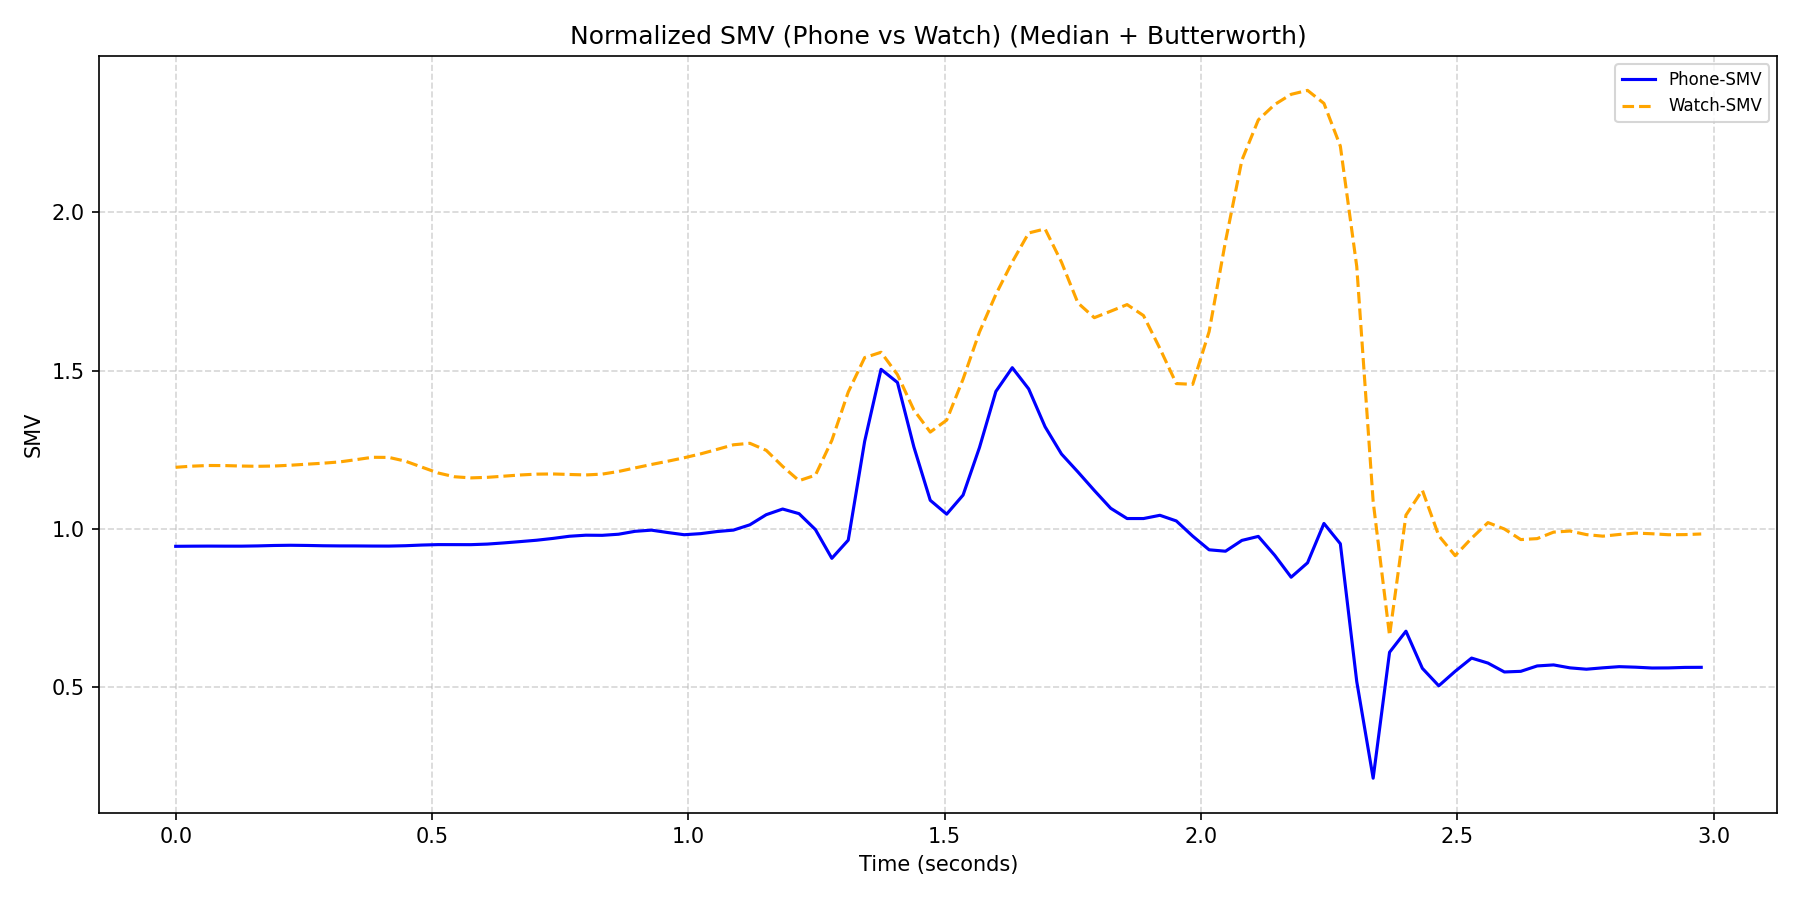 Normalized SMV (Phone vs Watch) (Median + Butterworth)
Phone-SMV
Watch-SMV
SMV
2.0
1.5
1.0
0.5
0.0 0.5 1.0 1.5 2.0 2.5 3.0
Time (seconds)